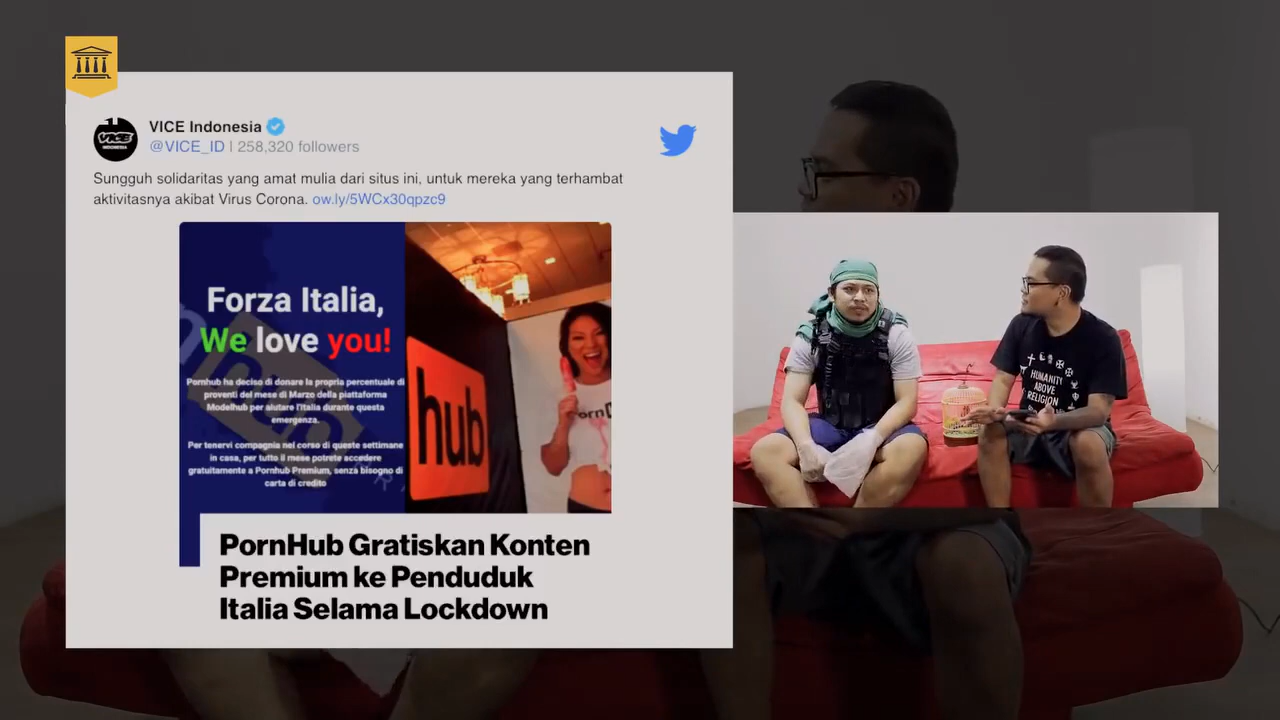 VICE
INDONESIA
VICE Indonesia
@VICE_ID | 258,320 followers
Sungguh solidaritas yang amat mulia dari situs ini, untuk mereka yang terhambat
aktivitasnya akibat Virus Corona. ow.ly/5WCx30qpzc9
Forza Italia,
We love you!
Pornhub ha deciso di donare la propria percentuale di
proventi del mese di Marzo della piattaforma
Modelhub per aiutare l'Italia durante questa
emergenza.
Per tenervi compagnia nel corso di queste settimane
in casa, per tutto il mese potrete accedere
gratuitamente a Pornhub Premium, senza bisogno di
carta di credito
hub
PornHub Gratiskan Konten
Premium ke Penduduk
Italia Selama Lockdown
HUMANITY
ABOVE
RELIGION